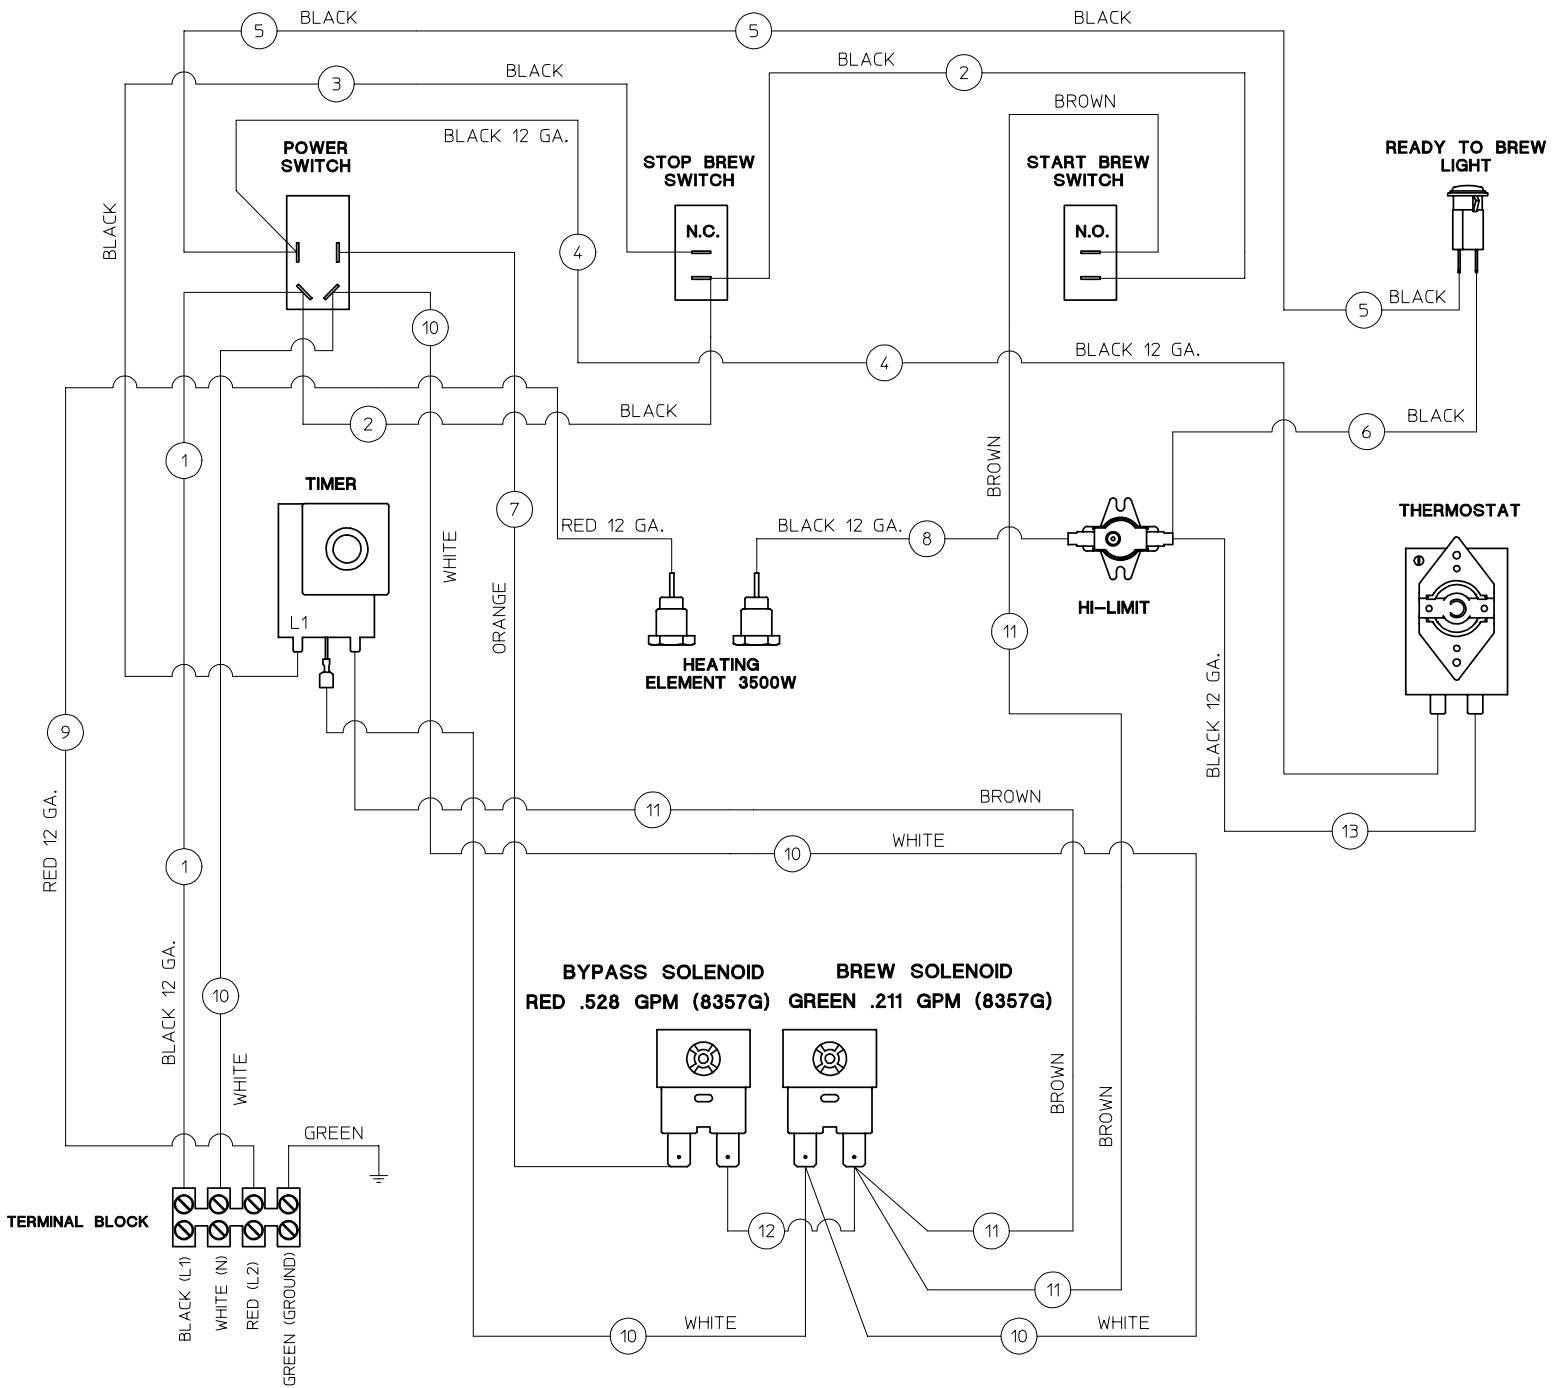 5
BLACK
5
BLACK
3
BLACK
BLACK
2
BROWN
BLACK 12 GA.
POWER
SWITCH
STOP BREW
SWITCH
START BREW
SWITCH
READY TO BREW
LIGHT
BLACK
N.C.
N.O.
4
5
BLACK
10
4
BLACK 12 GA.
2
BLACK
6
BLACK
1
BROWN
TIMER
7
WHITE
RED 12 GA.
BLACK 12 GA.
8
THERMOSTAT
ORANGE
HI-LIMIT
L1
11
HEATING
ELEMENT 3500W
BLACK 12 GA.
9
RED 12 GA.
11
BROWN
13
1
10
WHITE
BLACK 12 GA.
10
WHITE
BYPASS SOLENOID
RED .528 GPM (8357G)
BREW SOLENOID
GREEN .211 GPM (8357G)
BROWN
BROWN
GREEN
TERMINAL BLOCK
12
11
BLACK (L1)
WHITE (N)
RED (L2)
GREEN (GROUND)
11
10
WHITE
10
WHITE